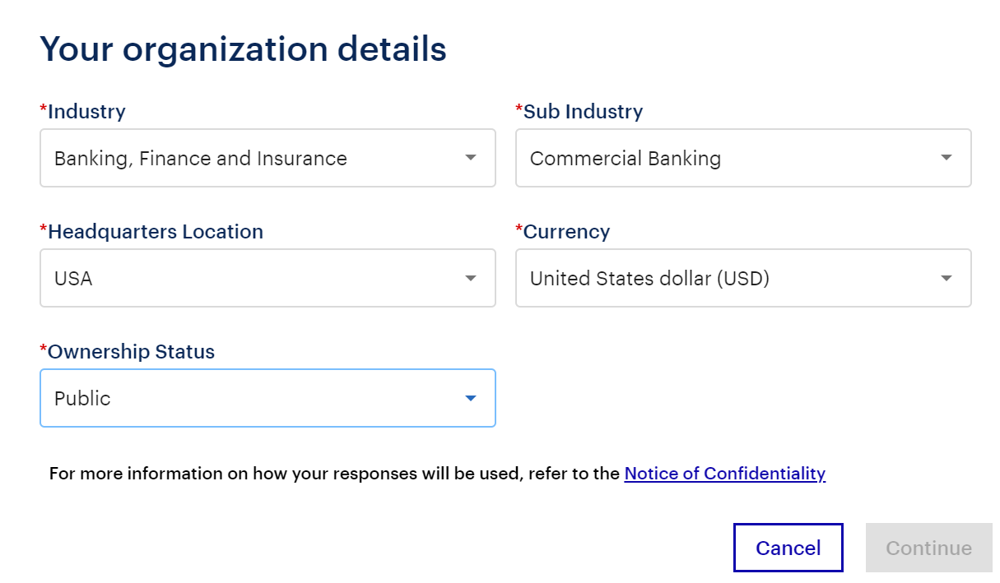 Your organization details
*Industry
*Sub Industry
Banking, Finance and Insurance
Commercial Banking
*Headquarters Location
*Currency
USA
United States dollar (USD)
*Ownership Status
Public
For more information on how your responses will be used, refer to the Notice of Confidentiality
Cancel
Continue